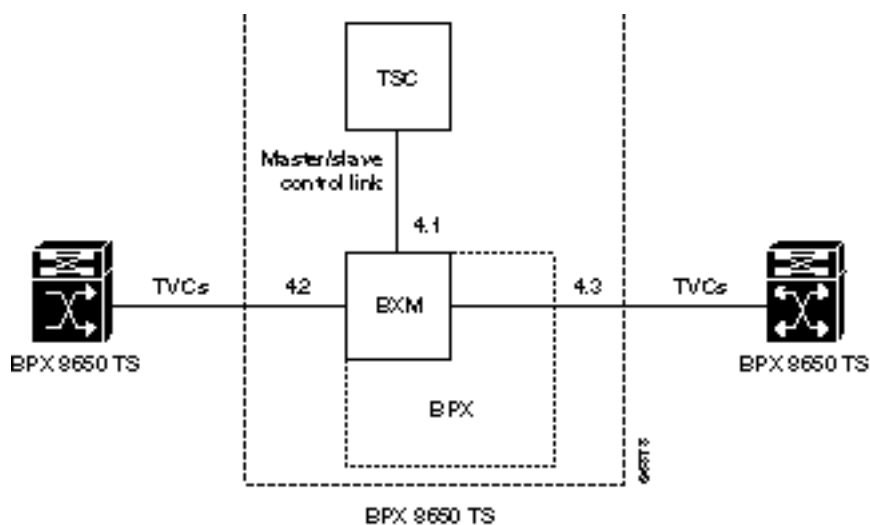 TSC
Master/slave
control link
4.1
TVCs
4.2
BXM
4.3
TVCs
BPX 8650 TS
BPX 8650 TS
BPX
BPX 8650 TS